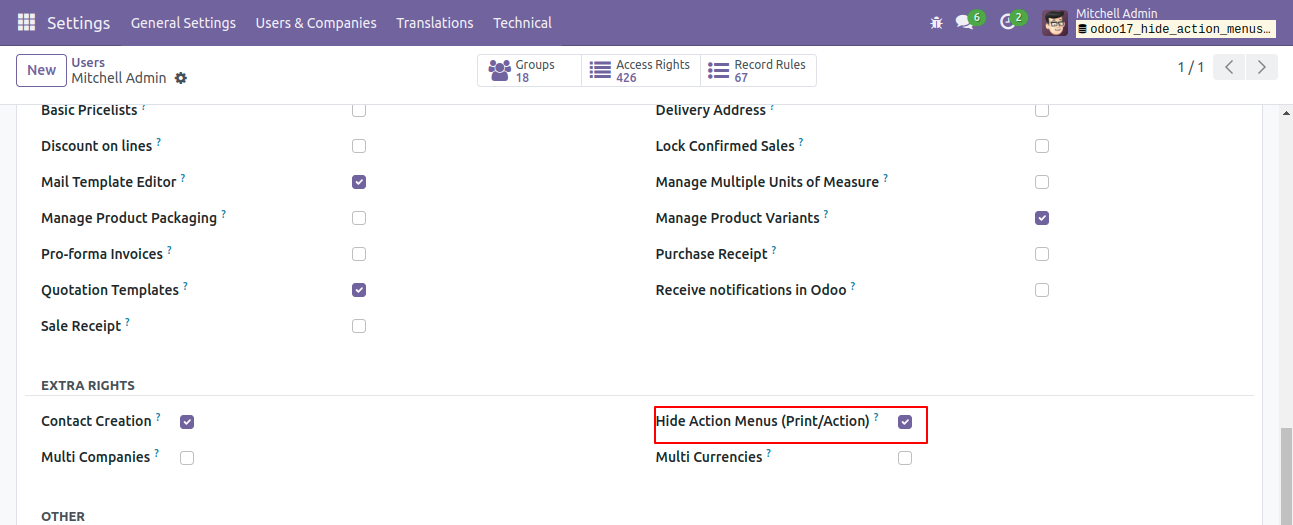 Settings General Settings Users & Companies Translations Technical 6 2 Mitchell Admin
odoo17_hide_action_menus...
New Users Groups Access Rights Record Rules 1 / 1
Mitchell Admin 18 426 67
Basic Pricelists ? Delivery Address ?
Discount on lines ? Lock Confirmed Sales ?
Mail Template Editor ? Manage Multiple Units of Measure ?
Manage Product Packaging ? Manage Product Variants ?
Pro-forma Invoices ? Purchase Receipt ?
Quotation Templates ? Receive notifications in Odoo ?
Sale Receipt ?
EXTRA RIGHTS
Contact Creation ? Hide Action Menus (Print/Action) ?
Multi Companies ? Multi Currencies ?
OTHER